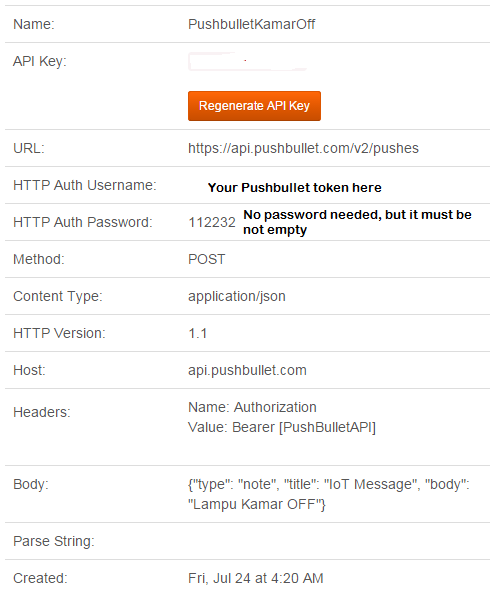 Name: PushbulletKamarOff
API Key:
Regenerate API Key
URL: https://api.pushbullet.com/v2/pushes
HTTP Auth Username: Your Pushbullet token here
HTTP Auth Password: 112232 No password needed, but it must be
not empty
Method: POST
Content Type: application/json
HTTP Version: 1.1
Host: api.pushbullet.com
Headers: Name: Authorization
Value: Bearer [PushBulletAPI]
Body: {"type": "note", "title": "IoT Message", "body":
"Lampu Kamar OFF"}
Parse String:
Created: Fri, Jul 24 at 4:20 AM